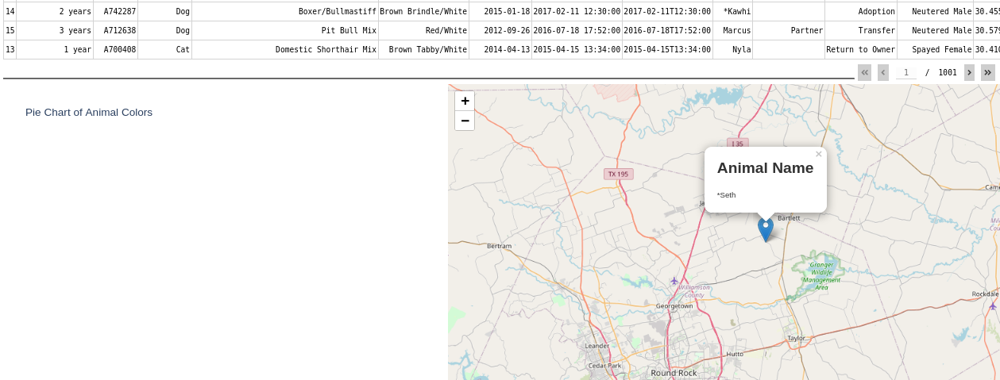 14 2 years A742287 Dog Boxer/Bullmastiff Brown Brindle/White 2015-01-18 2017-02-11 12:30:00 2017-02-11T12:30:00 *Kawhi Adoption Neutered Male 30.455
15 3 years A712638 Dog Pit Bull Mix Red/White 2012-09-26 2016-07-18 17:52:00 2016-07-18T17:52:00 Marcus Partner Transfer Neutered Male 30.579
13 1 year A700408 Cat Domestic Shorthair Mix Brown Tabby/White 2014-04-13 2015-04-15 13:34:00 2015-04-15T13:34:00 Nyla Return to Owner Spayed Female 30.410
« ‹ 1 / 1001 › »
Pie Chart of Animal Colors
+
−
I 35
×
Animal Name
TX 195
*Seth
Came
Ja
Bartlett
Bertram
Granger
Wildlife
Management
Area
Williamson
County
Rockdale
Georgetown
Taylor
Leander
Hutto
Cedar Park
Round Rock